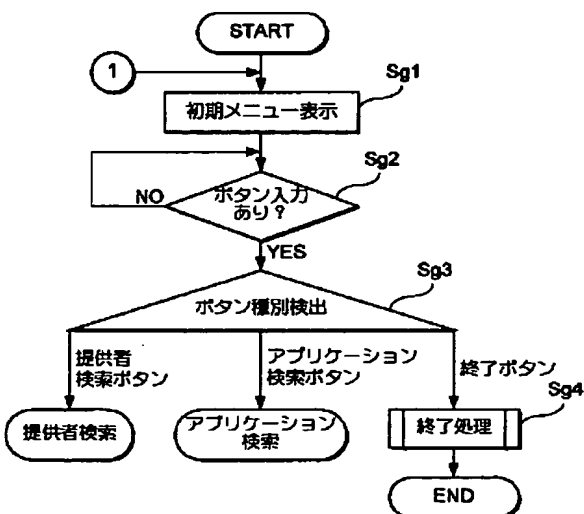 START
1
Sg1
初期メニュー表示
Sg2
ボタン入力
あり？
NO
YES
Sg3
ボタン種別検出
提供者
検索ボタン
アプリケーション
検索ボタン
終了ボタン
Sg4
提供者検索
アプリケーション
検索
終了処理
END